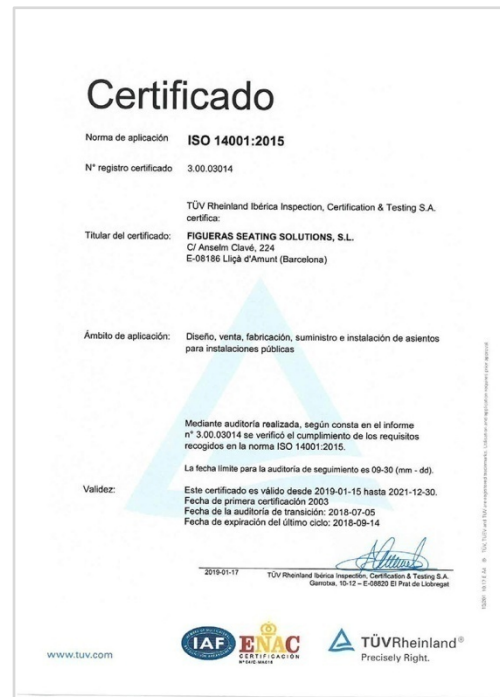 Certificado
Norma de aplicación ISO 14001:2015
N° registro certificado 3.00.03014
TÜV Rheinland Ibérica Inspection, Certification & Testing S.A.
certifica:
Titular del certificado: FIGUERAS SEATING SOLUTIONS, S.L.
C/ Anselm Clavé, 224
E-08186 Lliçà d'Amunt (Barcelona)
Ámbito de aplicación: Diseño, venta, fabricación, suministro e instalación de asientos
para instalaciones públicas
Mediante auditoría realizada, según consta en el informe
n° 3.00.03014 se verificó el cumplimiento de los requisitos
recogidos en la norma ISO 14001:2015.
La fecha límite para la auditoría de seguimiento es 09-30 (mm - dd).
Validez: Este certificado es válido desde 2019-01-15 hasta 2021-12-30.
Fecha de primera certificación 2003
Fecha de la auditoría de transición: 2018-07-05
Fecha de expiración del último ciclo: 2018-09-14
2019-01-17 TÜV Rheinland Ibérica Inspection, Certification & Testing S.A.
Garrotxa, 10-12 – E-08820 El Prat de Llobregat
www.tuv.com
IAF
ENAC
CERTIFICACIÓN
TÜVRheinland®
Precisely Right.